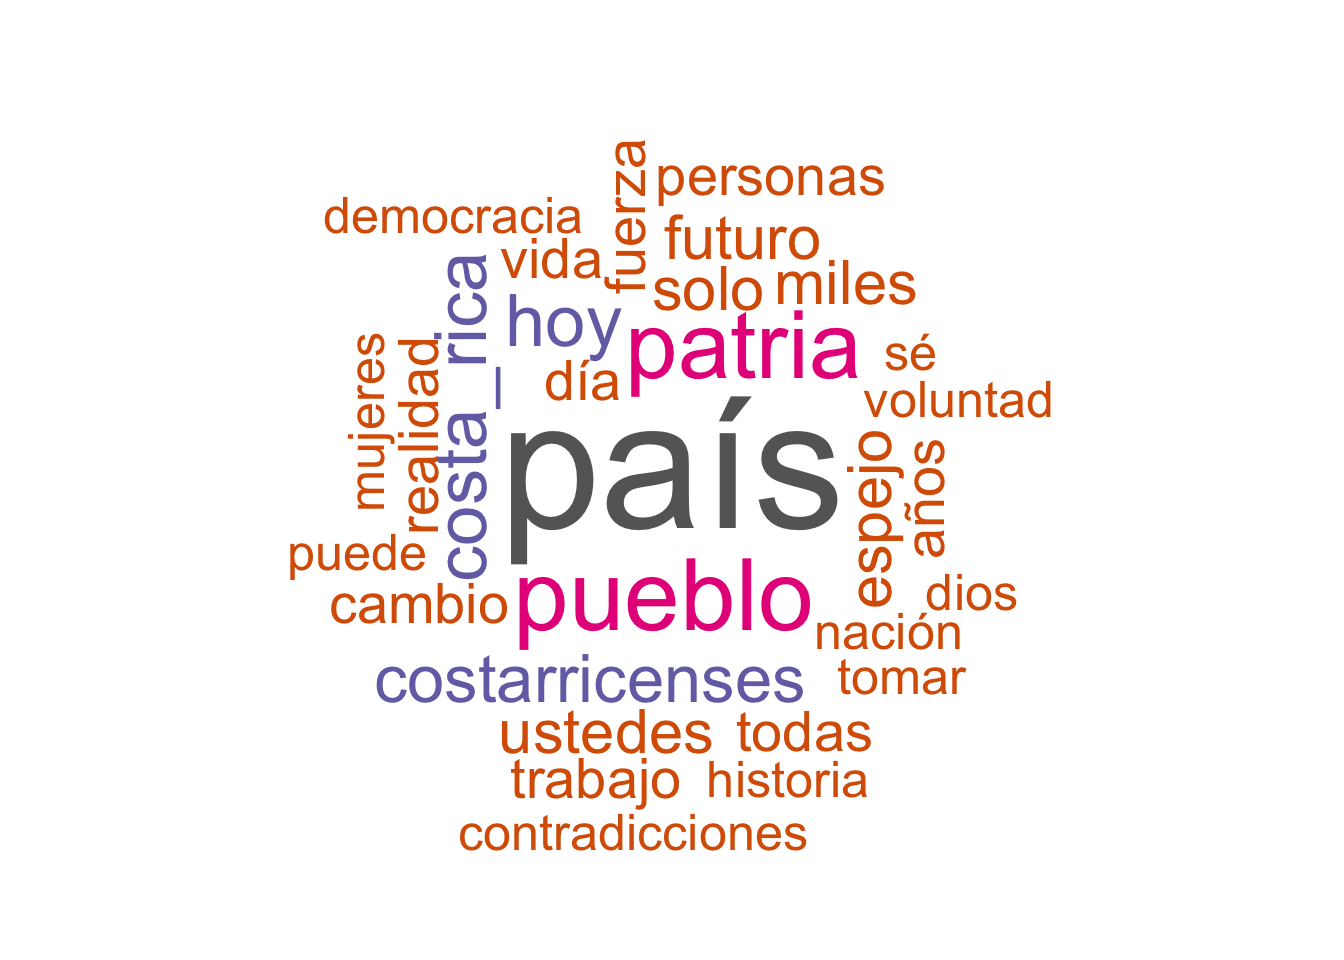 fuerza
personas
democracia
futuro
vida
solo
miles
costa_rica
hoy
patria
mujeres
realidad
día
sé
voluntad
país
espejo
años
puede
cambio
pueblo
dios
nación
costarricenses
tomar
ustedes
todas
trabajo
historia
contradicciones